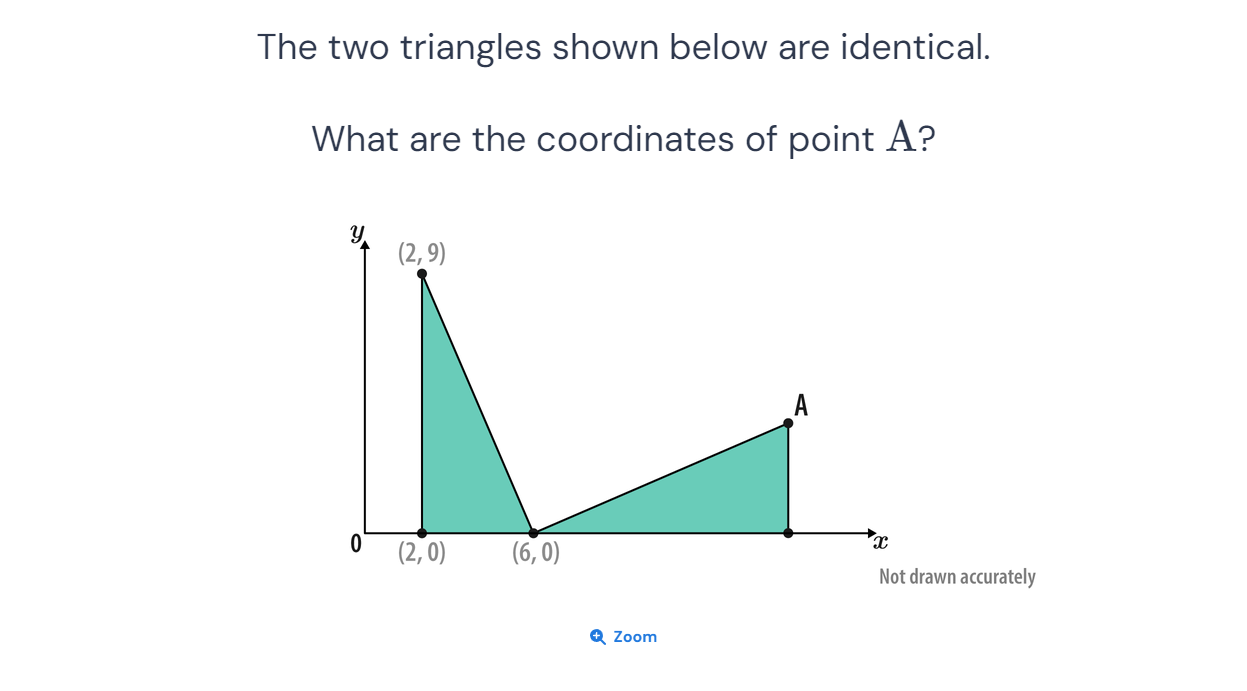 The two triangles shown below are identical.
What are the coordinates of point A?
y
(2, 9)
A
0
(2, 0)
(6, 0)
x
Not drawn accurately
Zoom